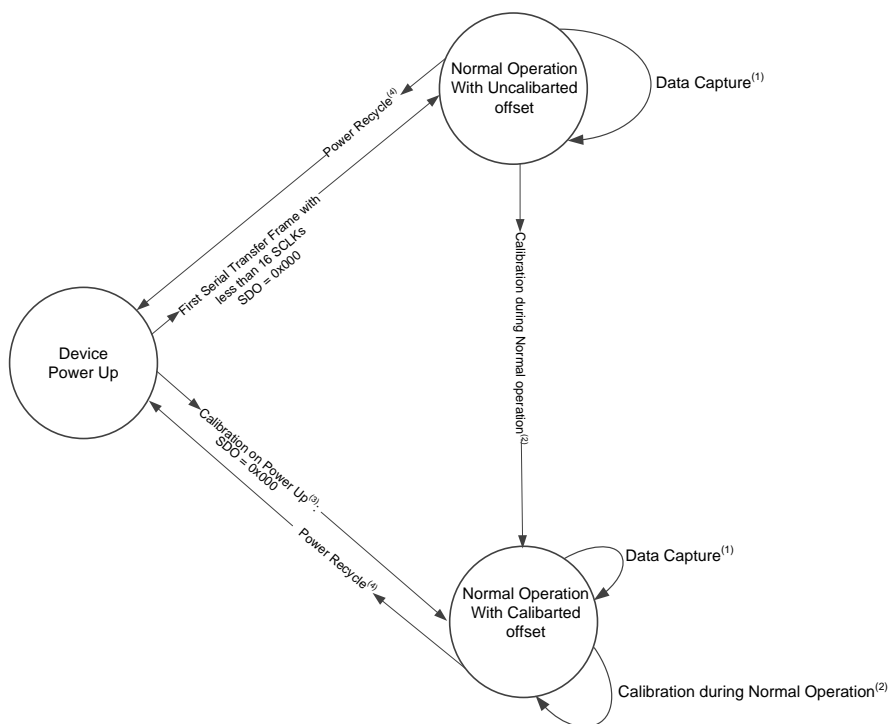 Normal Operation
With Uncalibarted
offset
Data Capture(1)
Power Recycle(4)
First Serial Transfer Frame with
less than 16 SCLKs
SDO = 0x000
Device
Power Up
Calibration during Normal operation(2)
Calibration on Power Up(3).
SDO = 0x000
Power Recycle(4)
Normal Operation
With Calibarted
offset
Data Capture(1)
Calibration during Normal Operation(2)